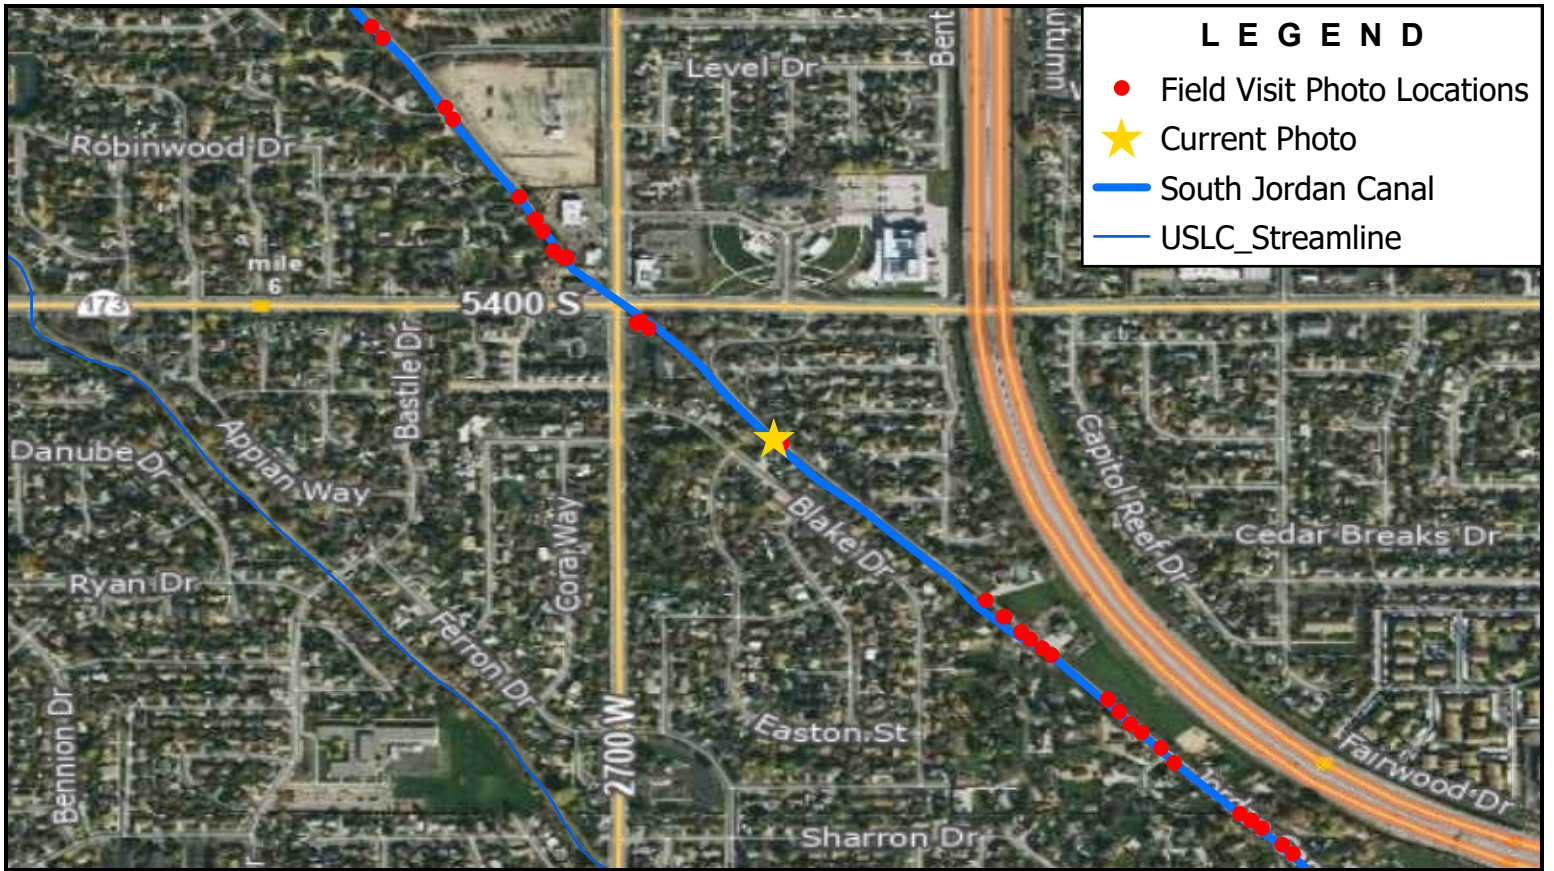 L E G E N D
Field Visit Photo Locations
Current Photo
South Jordan Canal
USLC_Streamline
Level Dr
Bent
Robinwood Dr
mile
6
173
5400 S
Bastile Dr
Appian Way
Danube Dr
Capitol Reef Dr
Blake Dr
Cora Way
Cedar Breaks Dr
Ryan Dr
Ferron Dr
2700 W
Bennion Dr
Easton St
Fairwood Dr
Sharron Dr